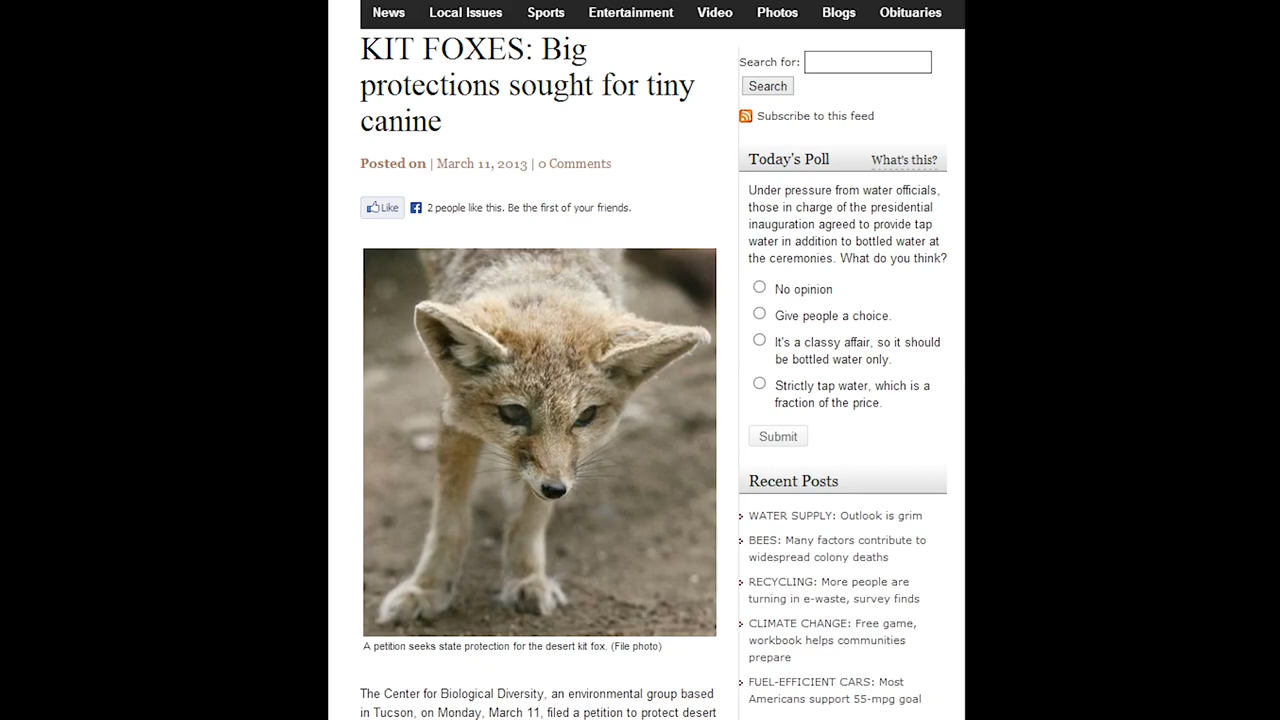 News Local Issues Sports Entertainment Video Photos Blogs Obituaries
KIT FOXES: Big
protections sought for tiny
canine
Posted on | March 11, 2013 | 0 Comments
Like 2 people like this. Be the first of your friends.
A petition seeks state protection for the desert kit fox. (File photo)
The Center for Biological Diversity, an environmental group based
in Tucson, on Monday, March 11, filed a petition to protect desert
Search for:
Search
Subscribe to this feed
Today's Poll What's this?
Under pressure from water officials,
those in charge of the presidential
inauguration agreed to provide tap
water in addition to bottled water at
the ceremonies. What do you think?
No opinion
Give people a choice.
It's a classy affair, so it should
be bottled water only.
Strictly tap water, which is a
fraction of the price.
Submit
Recent Posts
WATER SUPPLY: Outlook is grim
BEES: Many factors contribute to
widespread colony deaths
RECYCLING: More people are
turning in e-waste, survey finds
CLIMATE CHANGE: Free game,
workbook helps communities
prepare
FUEL-EFFICIENT CARS: Most
Americans support 55-mpg goal